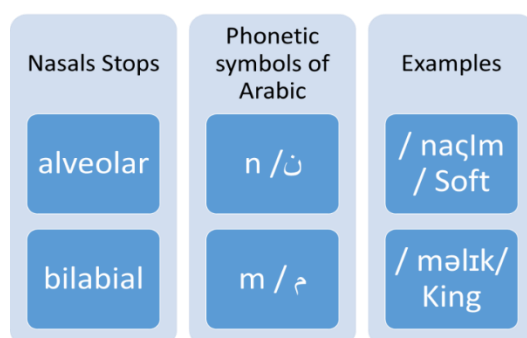 Nasals Stops
alveolar
bilabial
Phonetic
symbols of
Arabic
n /ن
m / م
Examples
/ naçlm
/ Soft
/ məlɪk/
King